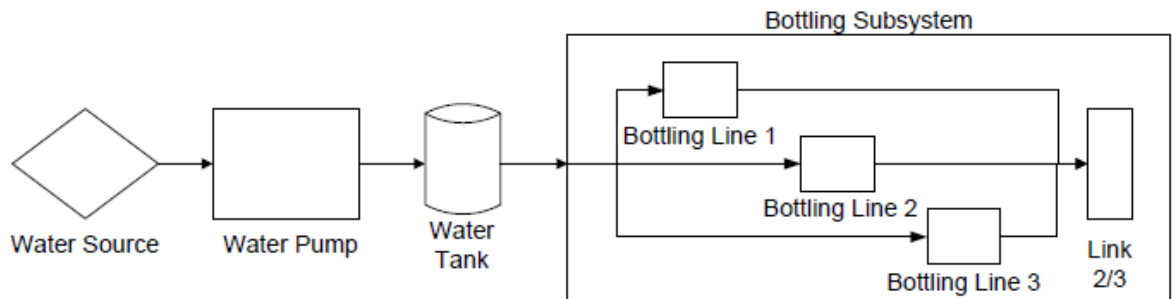 Bottling Subsystem
Bottling Line 1
Bottling Line 2
Bottling Line 3
Water Source
Water Pump
Water
Tank
Link
2/3